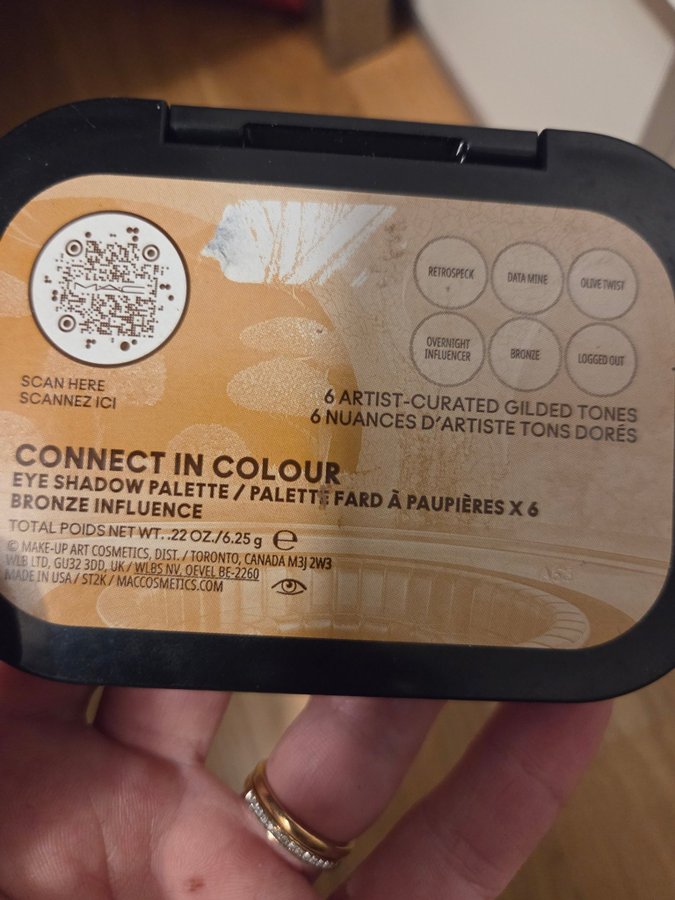 MAC
SCAN HERE
SCANNEZ ICI
RETROSPECK
DATA MINE
OLIVE TWIST
OVERNIGHT
INFLUENCER
BRONZE
LOGGED OUT
6 ARTIST-CURATED GILDED TONES
6 NUANCES D'ARTISTE TONS DORÉS
CONNECT IN COLOUR
EYE SHADOW PALETTE / PALETTE FARD À PAUPIÈRES X 6
BRONZE INFLUENCE
TOTAL POIDS NET WT. .22 OZ./6.25 g e
© MAKE-UP ART COSMETICS, DIST. / TORONTO, CANADA M3J 2W3
WLB LTD, GU32 3DD, UK / WLBS NV, OEVEL BE-2260
MADE IN USA / ST2K / MACCOSMETICS.COM